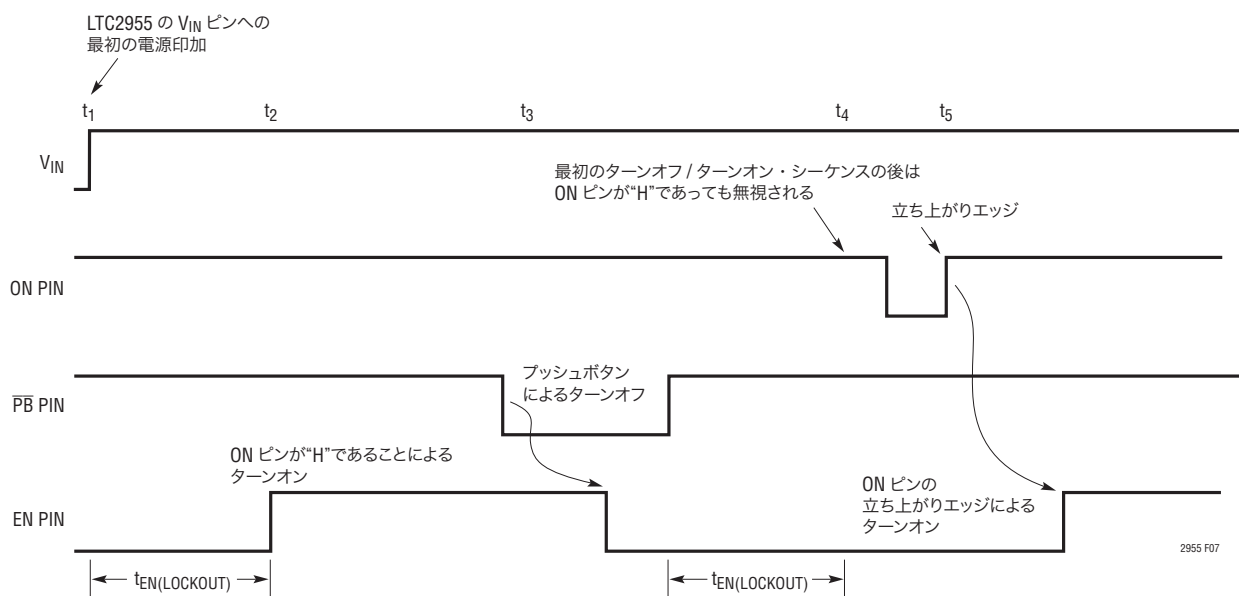 LTC2955 の VIN ピンへの
最初の電源印加
t1 t2 t3 t4 t5
VIN
最初のターンオフ / ターンオン・シーケンスの後は
ON ピンが“H”であっても無視される
立ち上がりエッジ
ON PIN
プッシュボタン
によるターンオフ
PB PIN
ON ピンが“H”であることによる
ターンオン
ON ピンの
立ち上がりエッジによる
ターンオン
EN PIN
2955 F07
tEN(LOCKOUT) tEN(LOCKOUT)